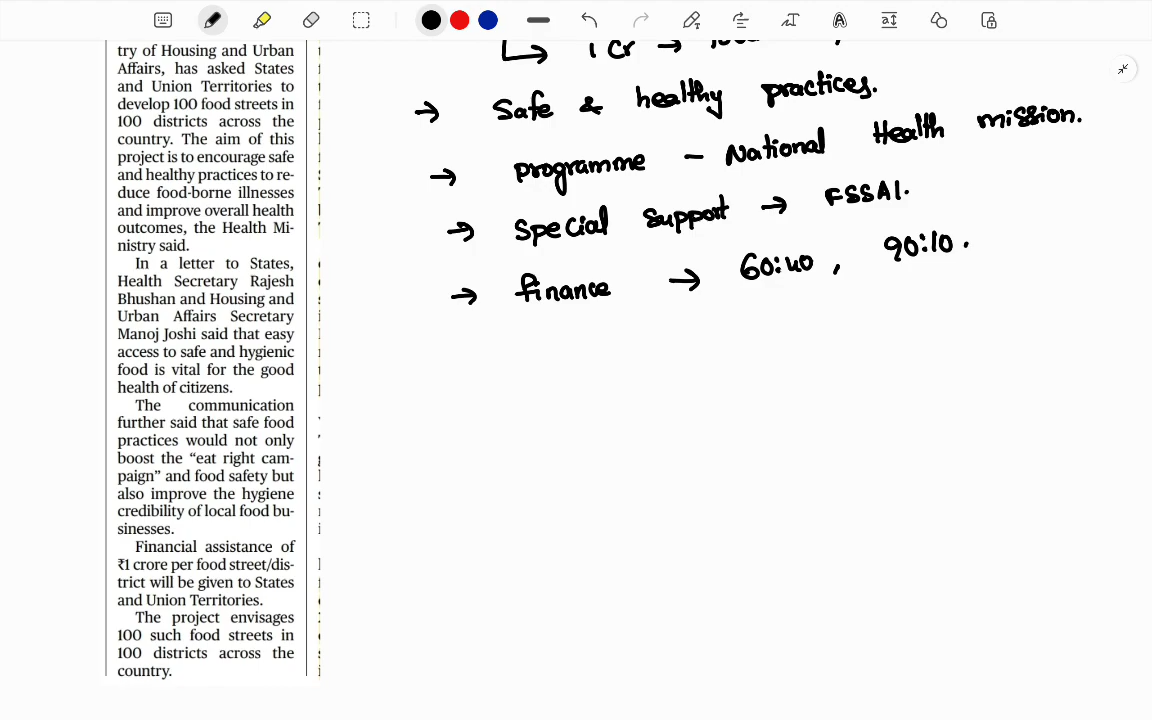 try of Housing and Urban
Affairs, has asked States
and Union Territories to
develop 100 food streets in
100 districts across the
country. The aim of this
project is to encourage safe
and healthy practices to re-
duce food-borne illnesses
and improve overall health
outcomes, the Health Mi-
nistry said.
In a letter to States,
Health Secretary Rajesh
Bhushan and Housing and
Urban Affairs Secretary
Manoj Joshi said that easy
access to safe and hygienic
food is vital for the good
health of citizens.
The communication
further said that safe food
practices would not only
boost the “eat right cam-
paign” and food safety but
also improve the hygiene
credibility of local food bu-
sinesses.
Financial assistance of
₹1 crore per food street/dis-
trict will be given to States
and Union Territories.
The project envisages
100 such food streets in
100 districts across the
country.
↳ 1 Cr →
→ Safe & healthy practices.
→ programme - National Health mission.
→ special support → FSSAI.
→ finance → 60:40, 90:10.